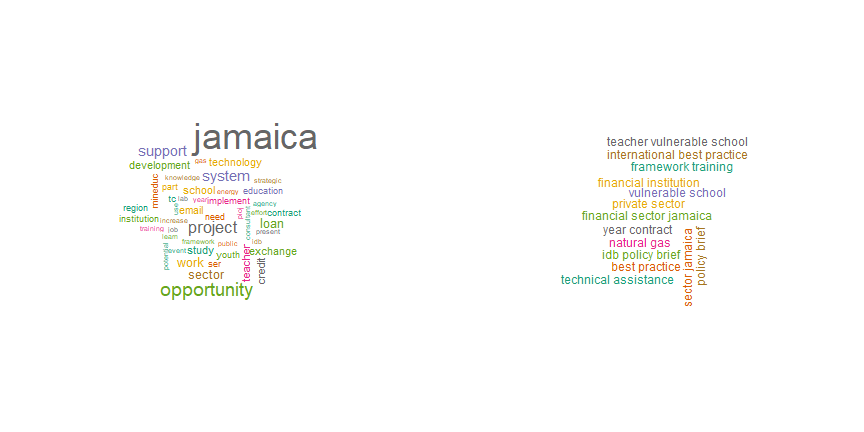 jamaica
support
gas
technology
development
knowledge
system
strategic
mineduc
part
school
energy
education
tc
lab
year
implement
agency
region
use
email
need
ploj
effort
contract
institution
increase
project
consultant
loan
training
job
present
team
framework
public
idb
potential
event
study
youth
teacher
exchange
work
ser
credit
sector
opportunity
teacher vulnerable school
international best practice
framework training
financial institution
vulnerable school
private sector
financial sector jamaica
year contract
natural gas
sector jamaica
policy brief
idb policy brief
best practice
technical assistance